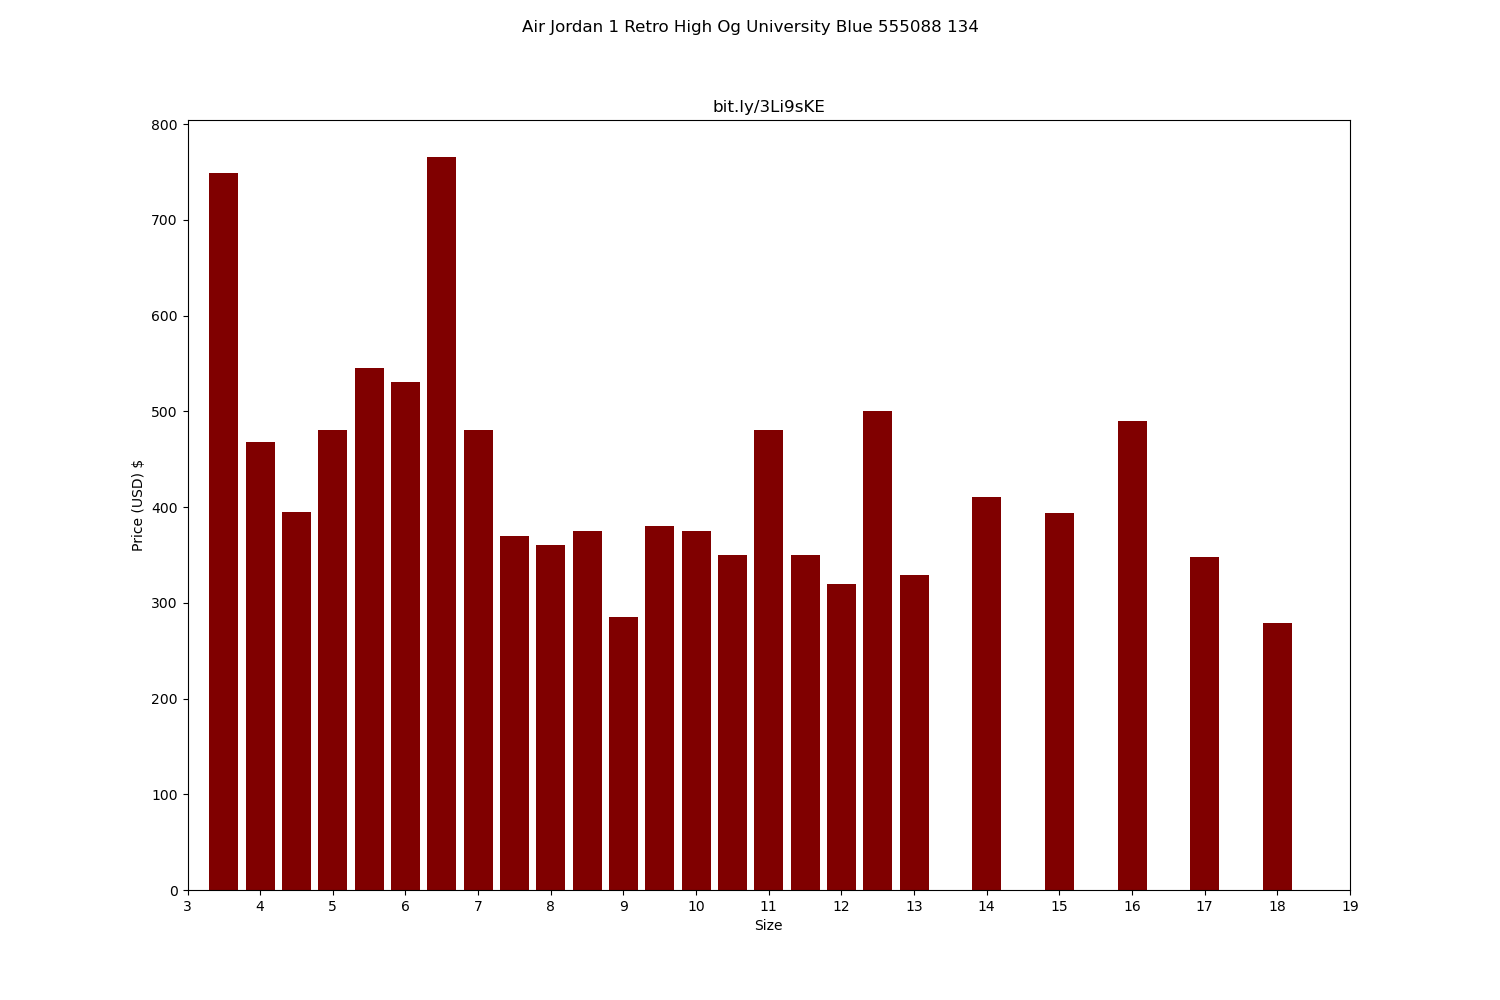 Air Jordan 1 Retro High Og University Blue 555088 134
bit.ly/3Li9sKE
800
700
600
500
400
300
200
100
0
Price (USD) $
3 4 5 6 7 8 9 10 11 12 13 14 15 16 17 18 19
Size